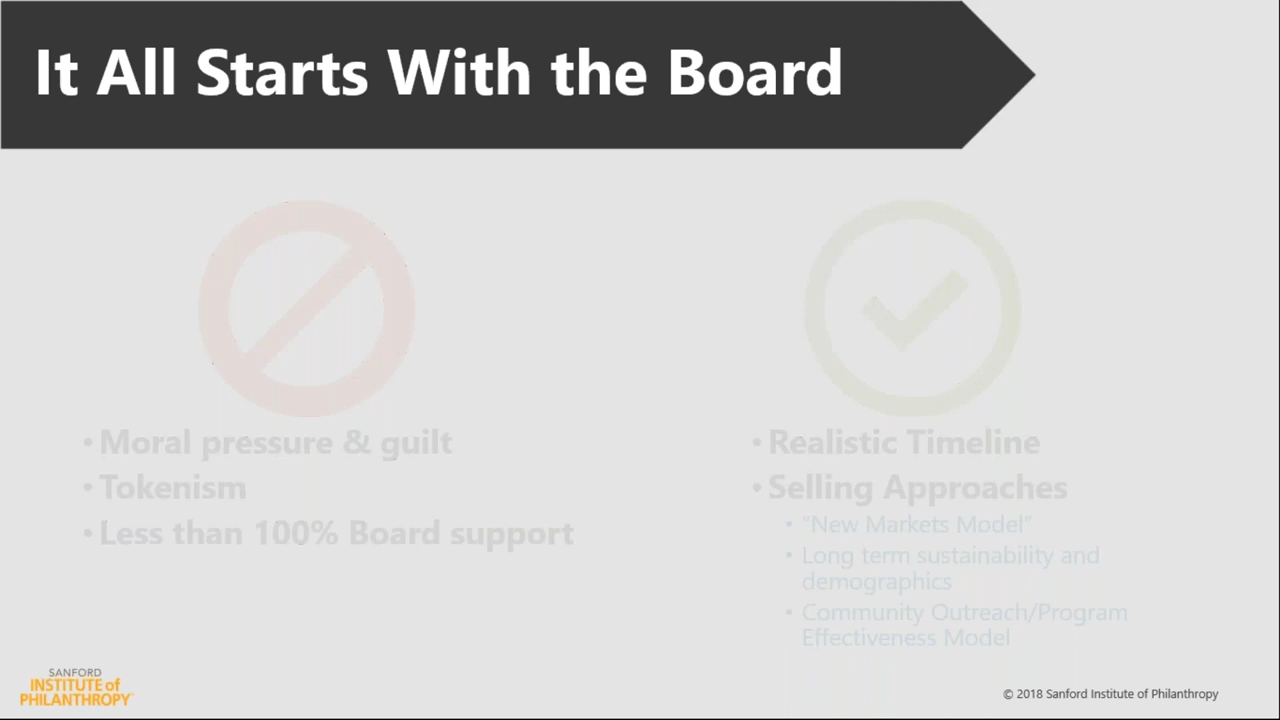 It All Starts With the Board
• Moral pressure & guilt
• Tokenism
• Less than 100% Board support
• Realistic Timeline
• Selling Approaches
• "New Markets Model"
• Long term sustainability and
demographics
• Community Outreach/Program
Effectiveness Model
SANFORD
INSTITUTE of
PHILANTHROPY
© 2018 Sanford Institute of Philanthropy